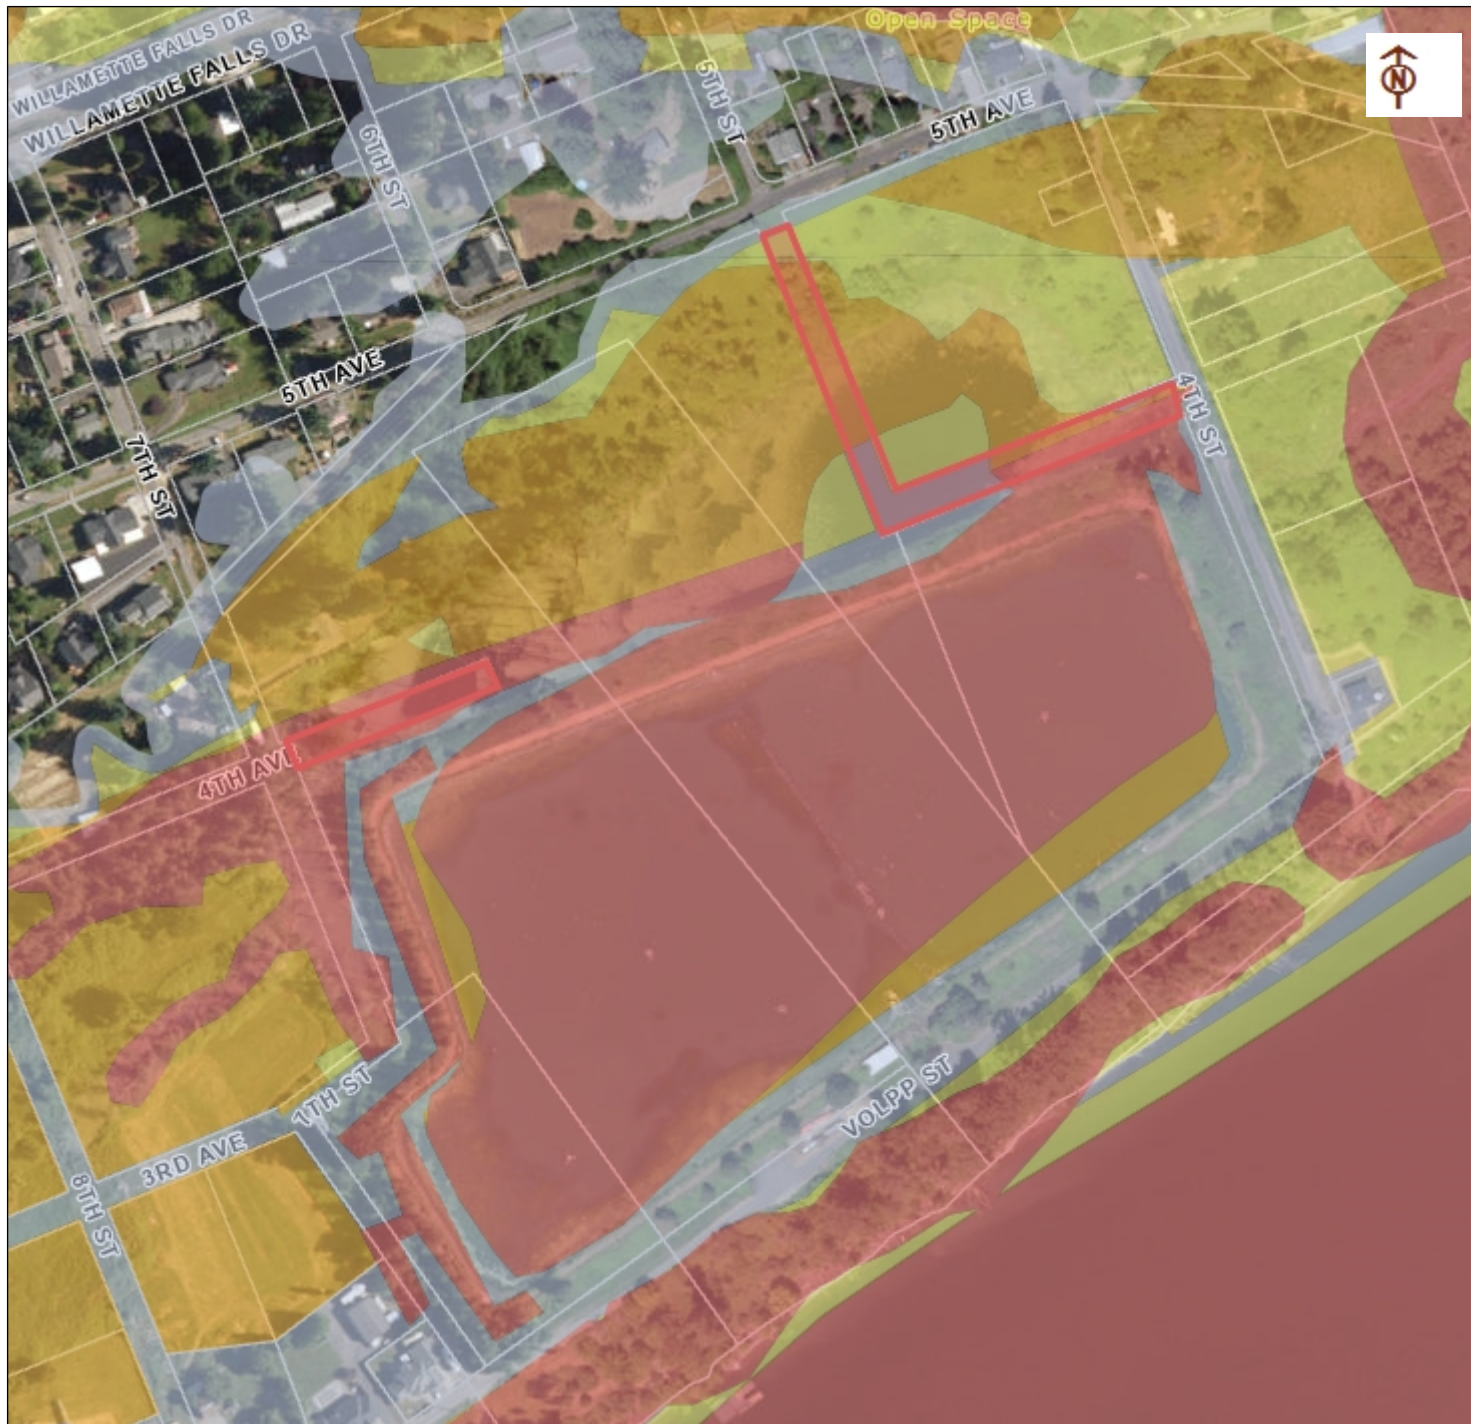 Open Space
WILLAMETTE FALLS DR
WILLAMETTE FALLS DR
N
5TH ST
5TH AVE
6TH ST
5TH AVE
4TH ST
7TH ST
4TH AVE
VOLPP ST
1TH ST
3RD AVE
8TH ST